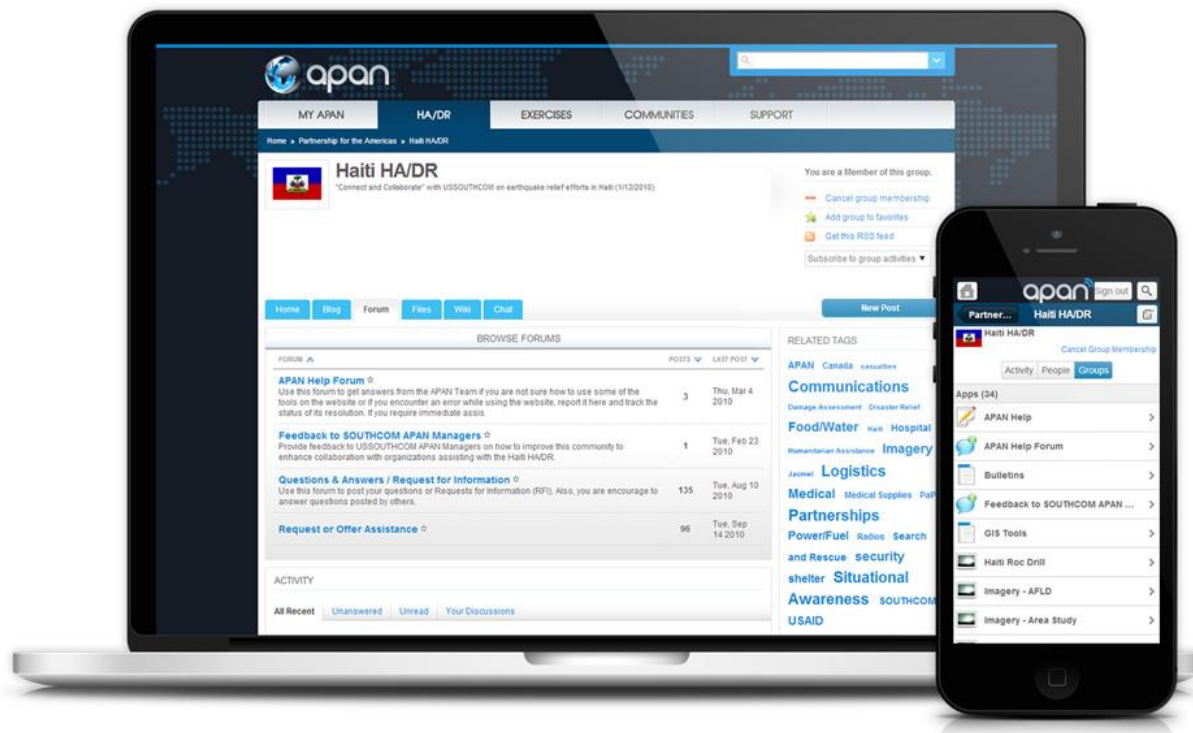 apan
MY APAN HA/DR EXERCISES COMMUNITIES SUPPORT
Home » Partnership for the Americas » Haiti HA/DR
Haiti HA/DR
"Connect and Collaborate" with USSOUTHCOM on earthquake relief efforts in Haiti (1/12/2010)
You are a Member of this group.
Cancel group membership
Add group to favorites
Get this RSS feed
Subscribe to group activities
Home Blog Forum Files Wiki Chat
New Post
BROWSE FORUMS
FORUM POSTS LAST POST
APAN Help Forum
Use this forum to get answers from the APAN Team if you are not sure how to use some of the
tools on the website or if you encounter an error while using the website, report it here and track the
status of its resolution. If you require immediate assis
3
Thu, Mar 4
2010
Feedback to SOUTHCOM APAN Managers
Provide feedback to USSOUTHCOM APAN Managers on how to improve this community to
enhance collaboration with organizations assisting with the Haiti HA/DR.
1
Tue, Feb 23
2010
Questions & Answers / Request for Information
Use this forum to post your questions or Requests for Information (RFI). Also, you are encourage to
answer questions posted by others.
135
Tue, Aug 10
2010
Request or Offer Assistance
96
Tue, Sep
14 2010
ACTIVITY
All Recent Unanswered Unread Your Discussions
RELATED TAGS
APAN Canada casualties
Communications
Damage Assessment Disaster Relief
Food/Water Haiti Hospital
Humanitarian Assistance Imagery
Jacmel Logistics
Medical Medical Supplies PaP
Partnerships
Power/Fuel Radios Search
and Rescue security
shelter Situational
Awareness SOUTHCOM
USAID
apan Sign out
Partner... Haiti HA/DR
Haiti HA/DR
Cancel Group Membership
Activity People Groups
Apps (34)
APAN Help
APAN Help Forum
Bulletins
Feedback to SOUTHCOM APAN ...
GIS Tools
Haiti Roc Drill
Imagery - AFLD
Imagery - Area Study